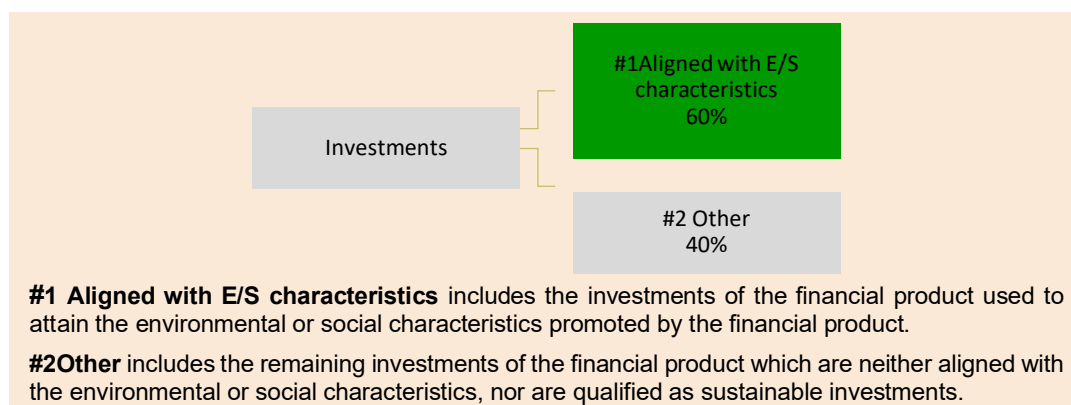 #1Aligned with E/S
characteristics
60%
Investments
#2 Other
40%
#1 Aligned with E/S characteristics includes the investments of the financial product used to
attain the environmental or social characteristics promoted by the financial product.
#2Other includes the remaining investments of the financial product which are neither aligned with
the environmental or social characteristics, nor are qualified as sustainable investments.